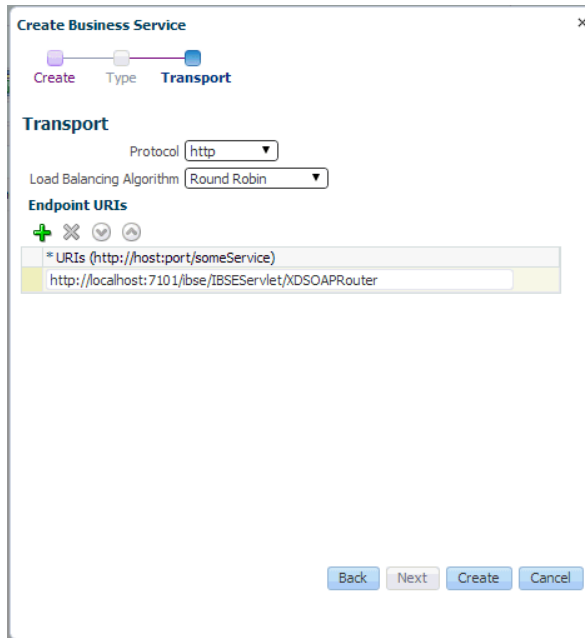 Create Business Service
×
Create Type Transport
Transport
Protocol http
Load Balancing Algorithm Round Robin
Endpoint URIs
* URIs (http://host:port/someService)
http://localhost:7101/ibse/IBSEServlet/XDSOAPRouter
Back Next Create Cancel